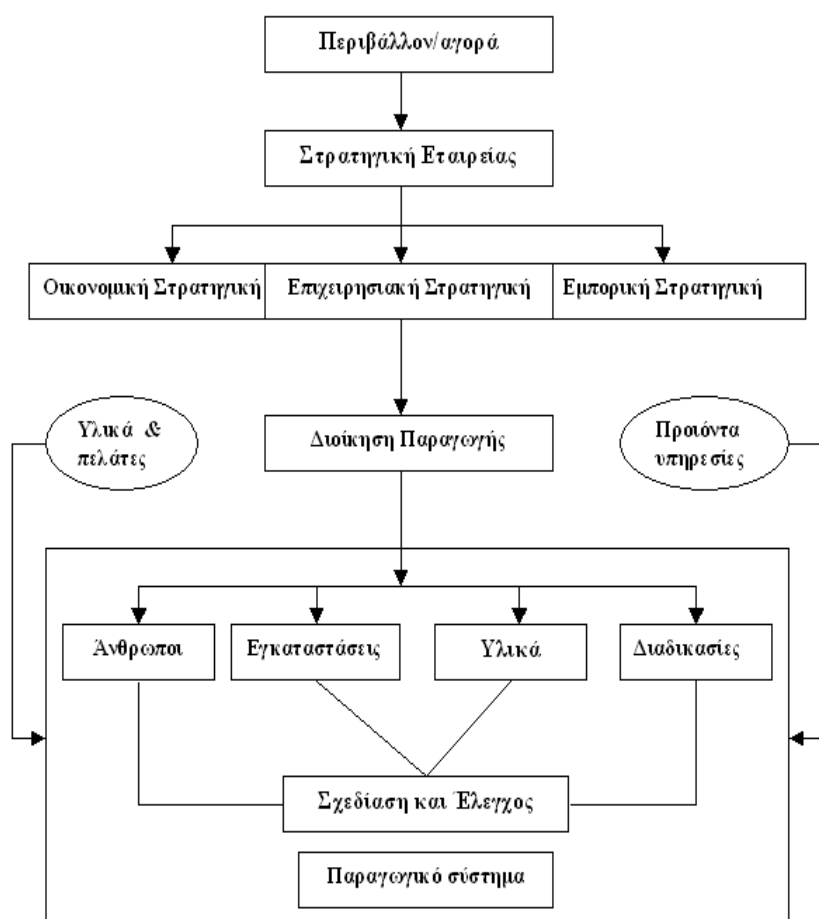 Περιβάλλον/αγορά
Στρατηγική Εταιρείας
Οικονομική Στρατηγική
Επιχειρησιακή Στρατηγική
Εμπορική Στρατηγική
Υλικά &
πελάτες
Διοίκηση Παραγωγής
Προιόντα
υπηρεσίες
Άνθρωποι
Εγκαταστάσεις
Υλικά
Διαδικασίες
Σχεδίαση και Έλεγχος
Παραγωγικό σύστημα